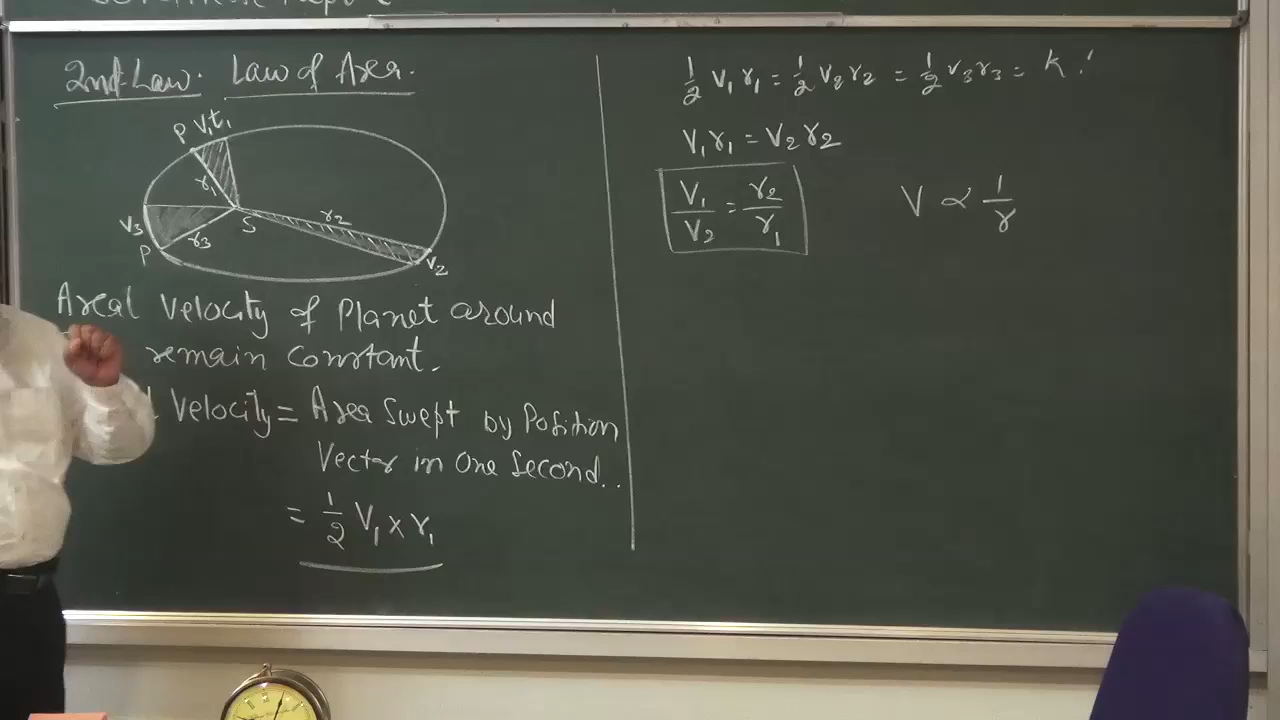 2nd Law. Law of Area.
P V₁t₁
r₁
V₃ r₃ S r₂
P V₂
Areal Velocity of Planet around
remain constant.
Velocity = Area Swept by Position
Vector in One Second..
= 1/2 V₁ × r₁
1/2 V₁ r₁ = 1/2 V₂ r₂ = 1/2 V₃ r₃ = K
V₁ r₁ = V₂ r₂
V₁/V₂ = r₂/r₁
V ∝ 1/r